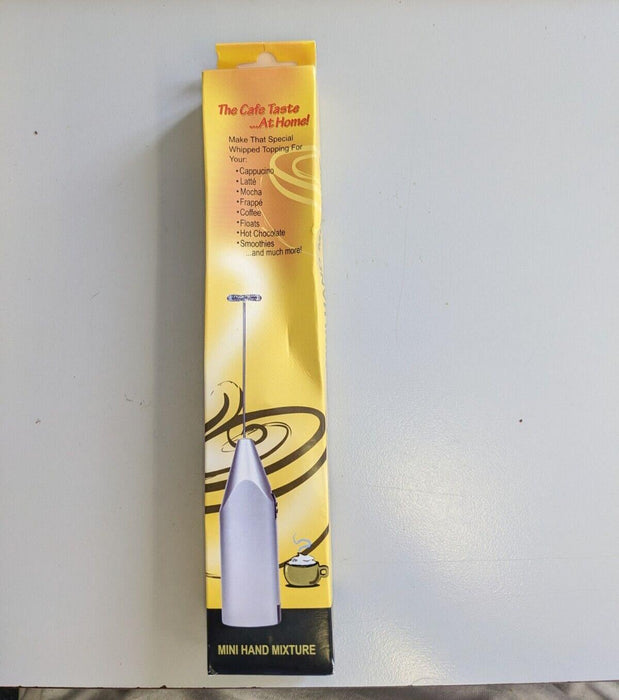 The Cafe Taste
...At Home!
Make That Special
Whipped Topping For
Your:
• Cappucino
• Latté
• Mocha
• Frappé
• Coffee
• Floats
• Hot Chocolate
• Smoothies
...and much more!
MINI HAND MIXTURE